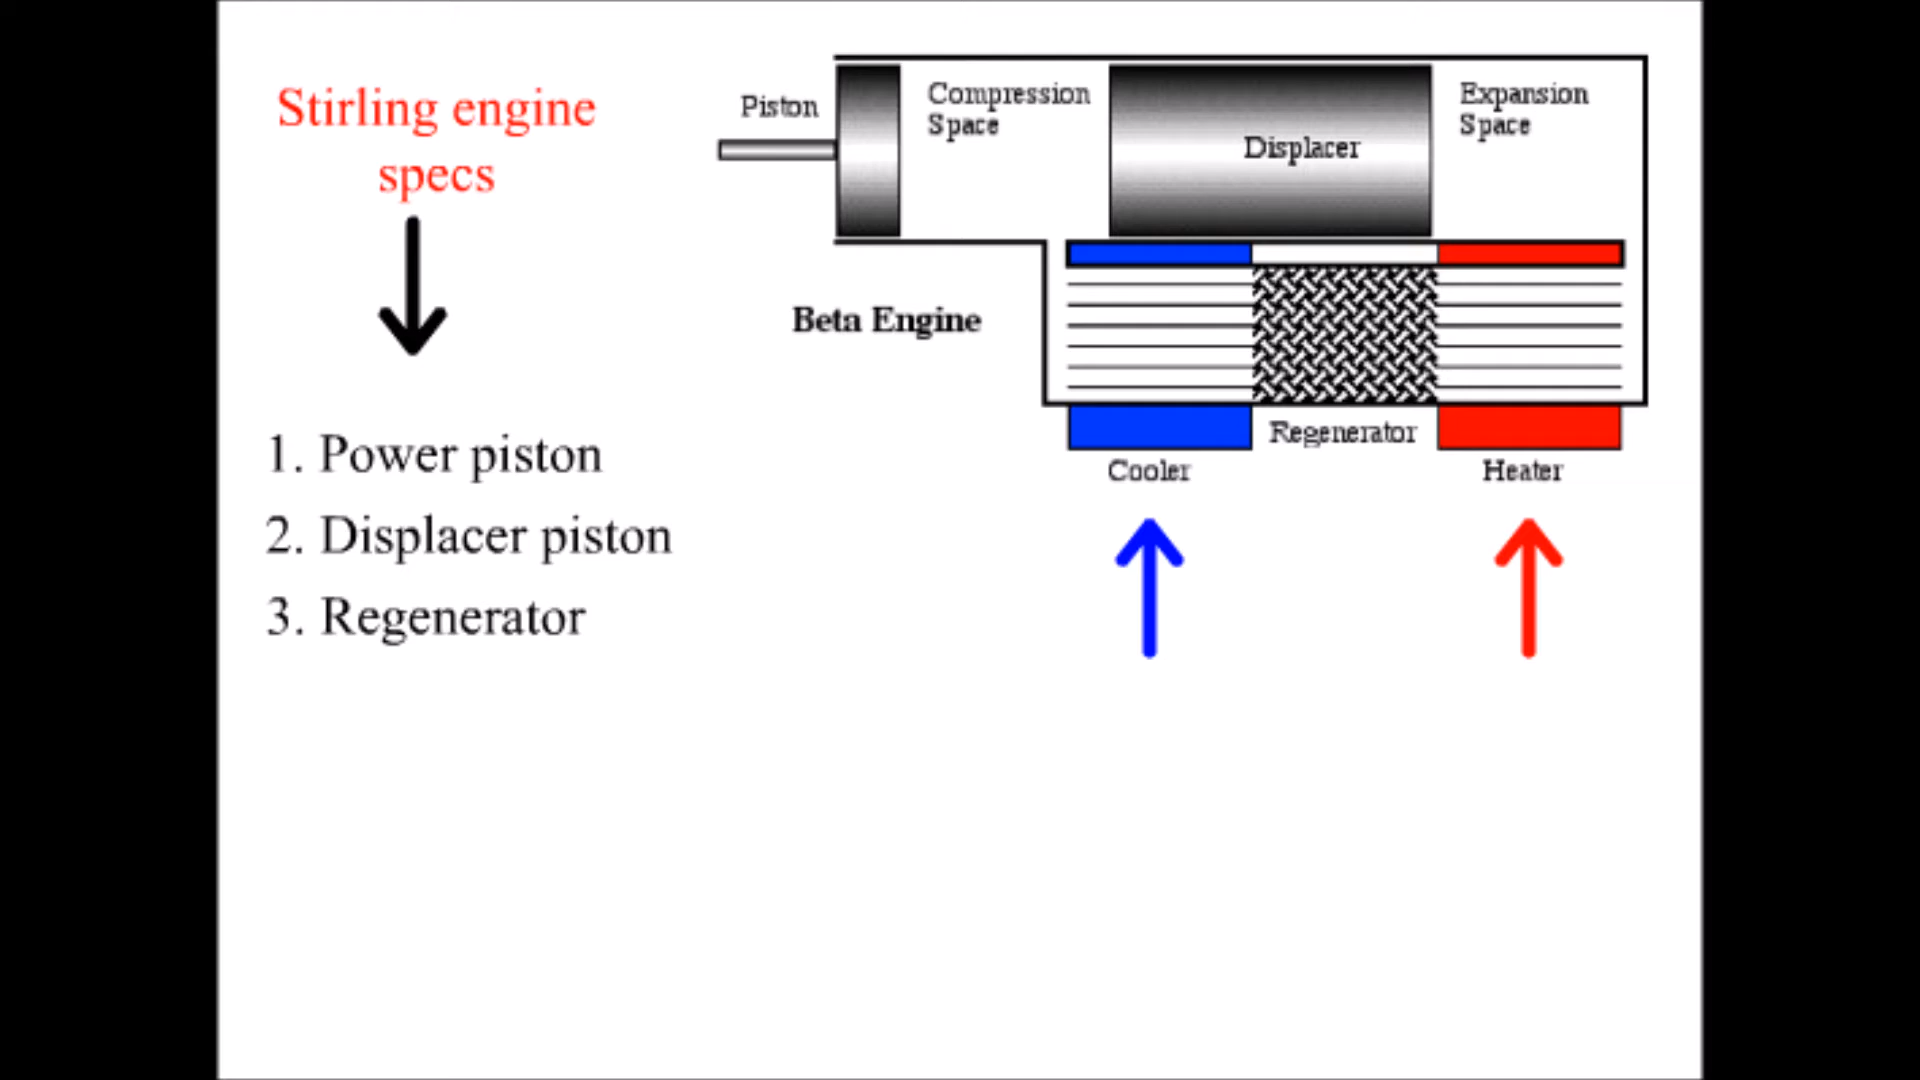 Stirling engine
specs
1. Power piston
2. Displacer piston
3. Regenerator
Piston
Compression
Space
Displacer
Expansion
Space
Beta Engine
Regenerator
Cooler
Heater